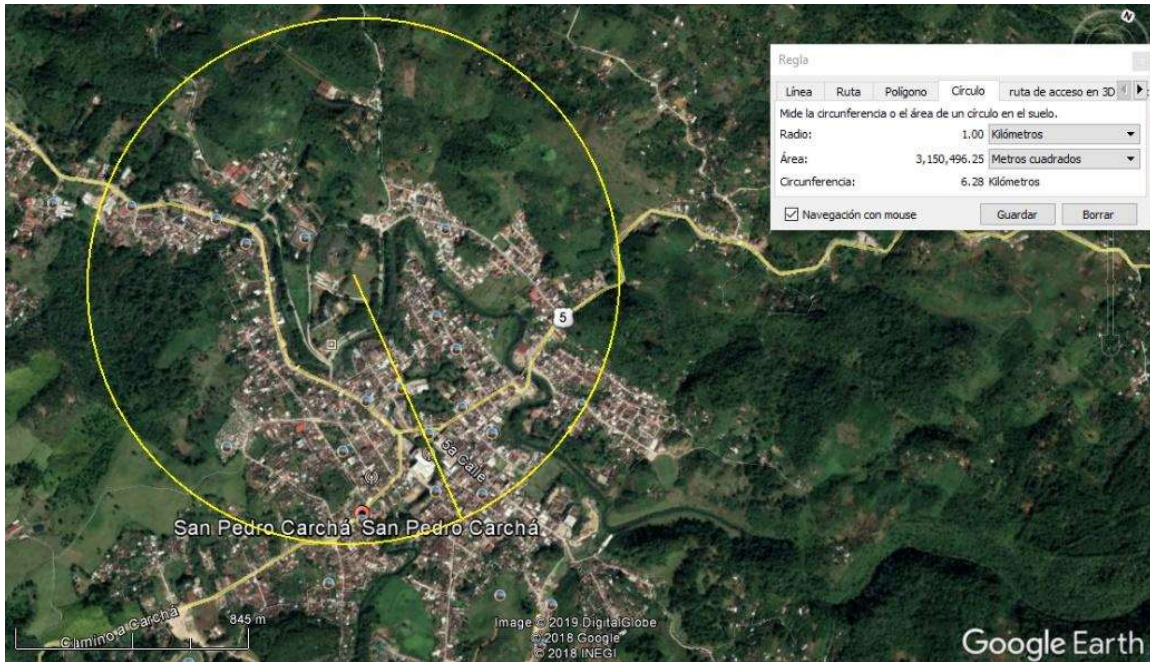 N
Regla
Línea Ruta Polígono Círculo ruta de acceso en 3D
Mide la circunferencia o el área de un círculo en el suelo.
Radio: 1.00 Kilómetros
Área: 3,150,496.25 Metros cuadrados
Circunferencia: 6.28 Kilómetros
Navegación con mouse Guardar Borrar
5
5a Calle
San Pedro Carchá San Pedro Carchá
Camino a Carchá
845 m
Image © 2019 DigitalGlobe
© 2018 Google
© 2018 INEGI
Google Earth